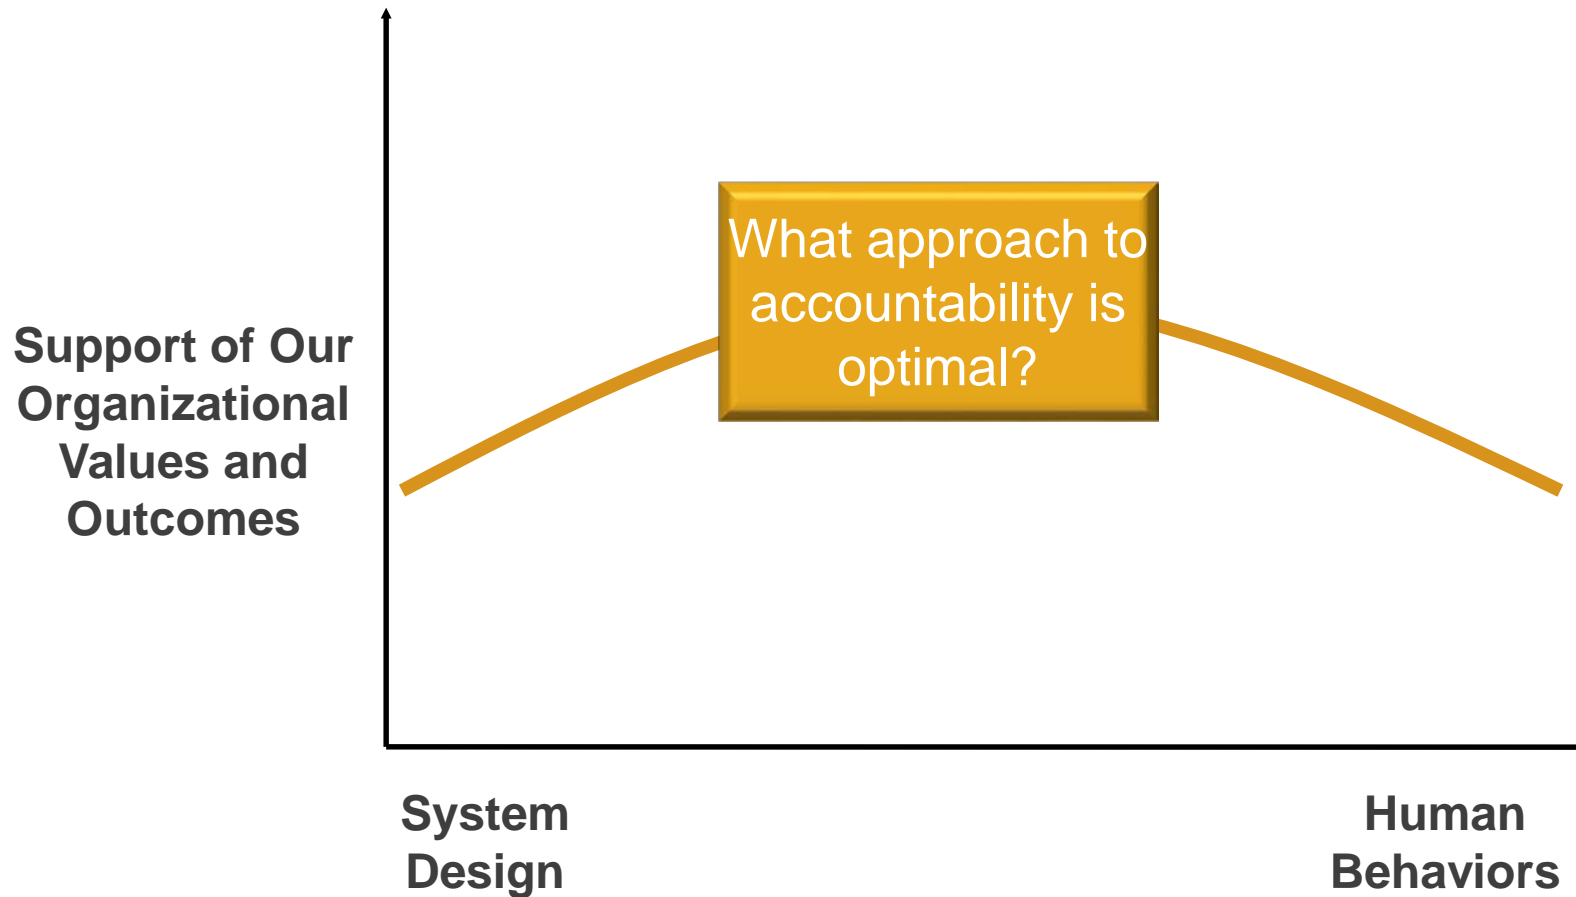 What approach to
accountability is
optimal?
Support of Our
Organizational
Values and
Outcomes
System
Design
Human
Behaviors